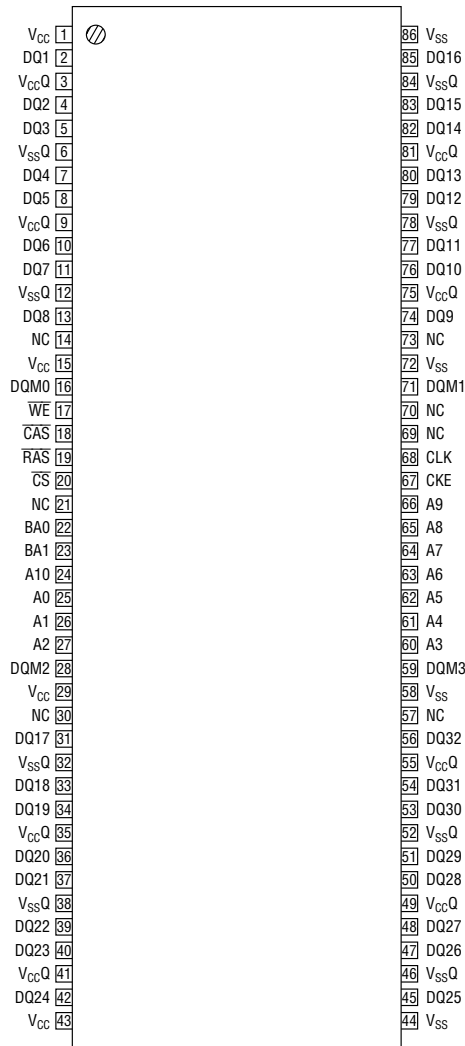 VCC 1 86 VSS
DQ1 2 85 DQ16
VCCQ 3 84 VSSQ
DQ2 4 83 DQ15
DQ3 5 82 DQ14
VSSQ 6 81 VCCQ
DQ4 7 80 DQ13
DQ5 8 79 DQ12
VCCQ 9 78 VSSQ
DQ6 10 77 DQ11
DQ7 11 76 DQ10
VSSQ 12 75 VCCQ
DQ8 13 74 DQ9
NC 14 73 NC
VCC 15 72 VSS
DQM0 16 71 DQM1
WE 17 70 NC
CAS 18 69 NC
RAS 19 68 CLK
CS 20 67 CKE
NC 21 66 A9
BA0 22 65 A8
BA1 23 64 A7
A10 24 63 A6
A0 25 62 A5
A1 26 61 A4
A2 27 60 A3
DQM2 28 59 DQM3
VCC 29 58 VSS
NC 30 57 NC
DQ17 31 56 DQ32
VSSQ 32 55 VCCQ
DQ18 33 54 DQ31
DQ19 34 53 DQ30
VCCQ 35 52 VSSQ
DQ20 36 51 DQ29
DQ21 37 50 DQ28
VSSQ 38 49 VCCQ
DQ22 39 48 DQ27
DQ23 40 47 DQ26
VCCQ 41 46 VSSQ
DQ24 42 45 DQ25
VCC 43 44 VSS